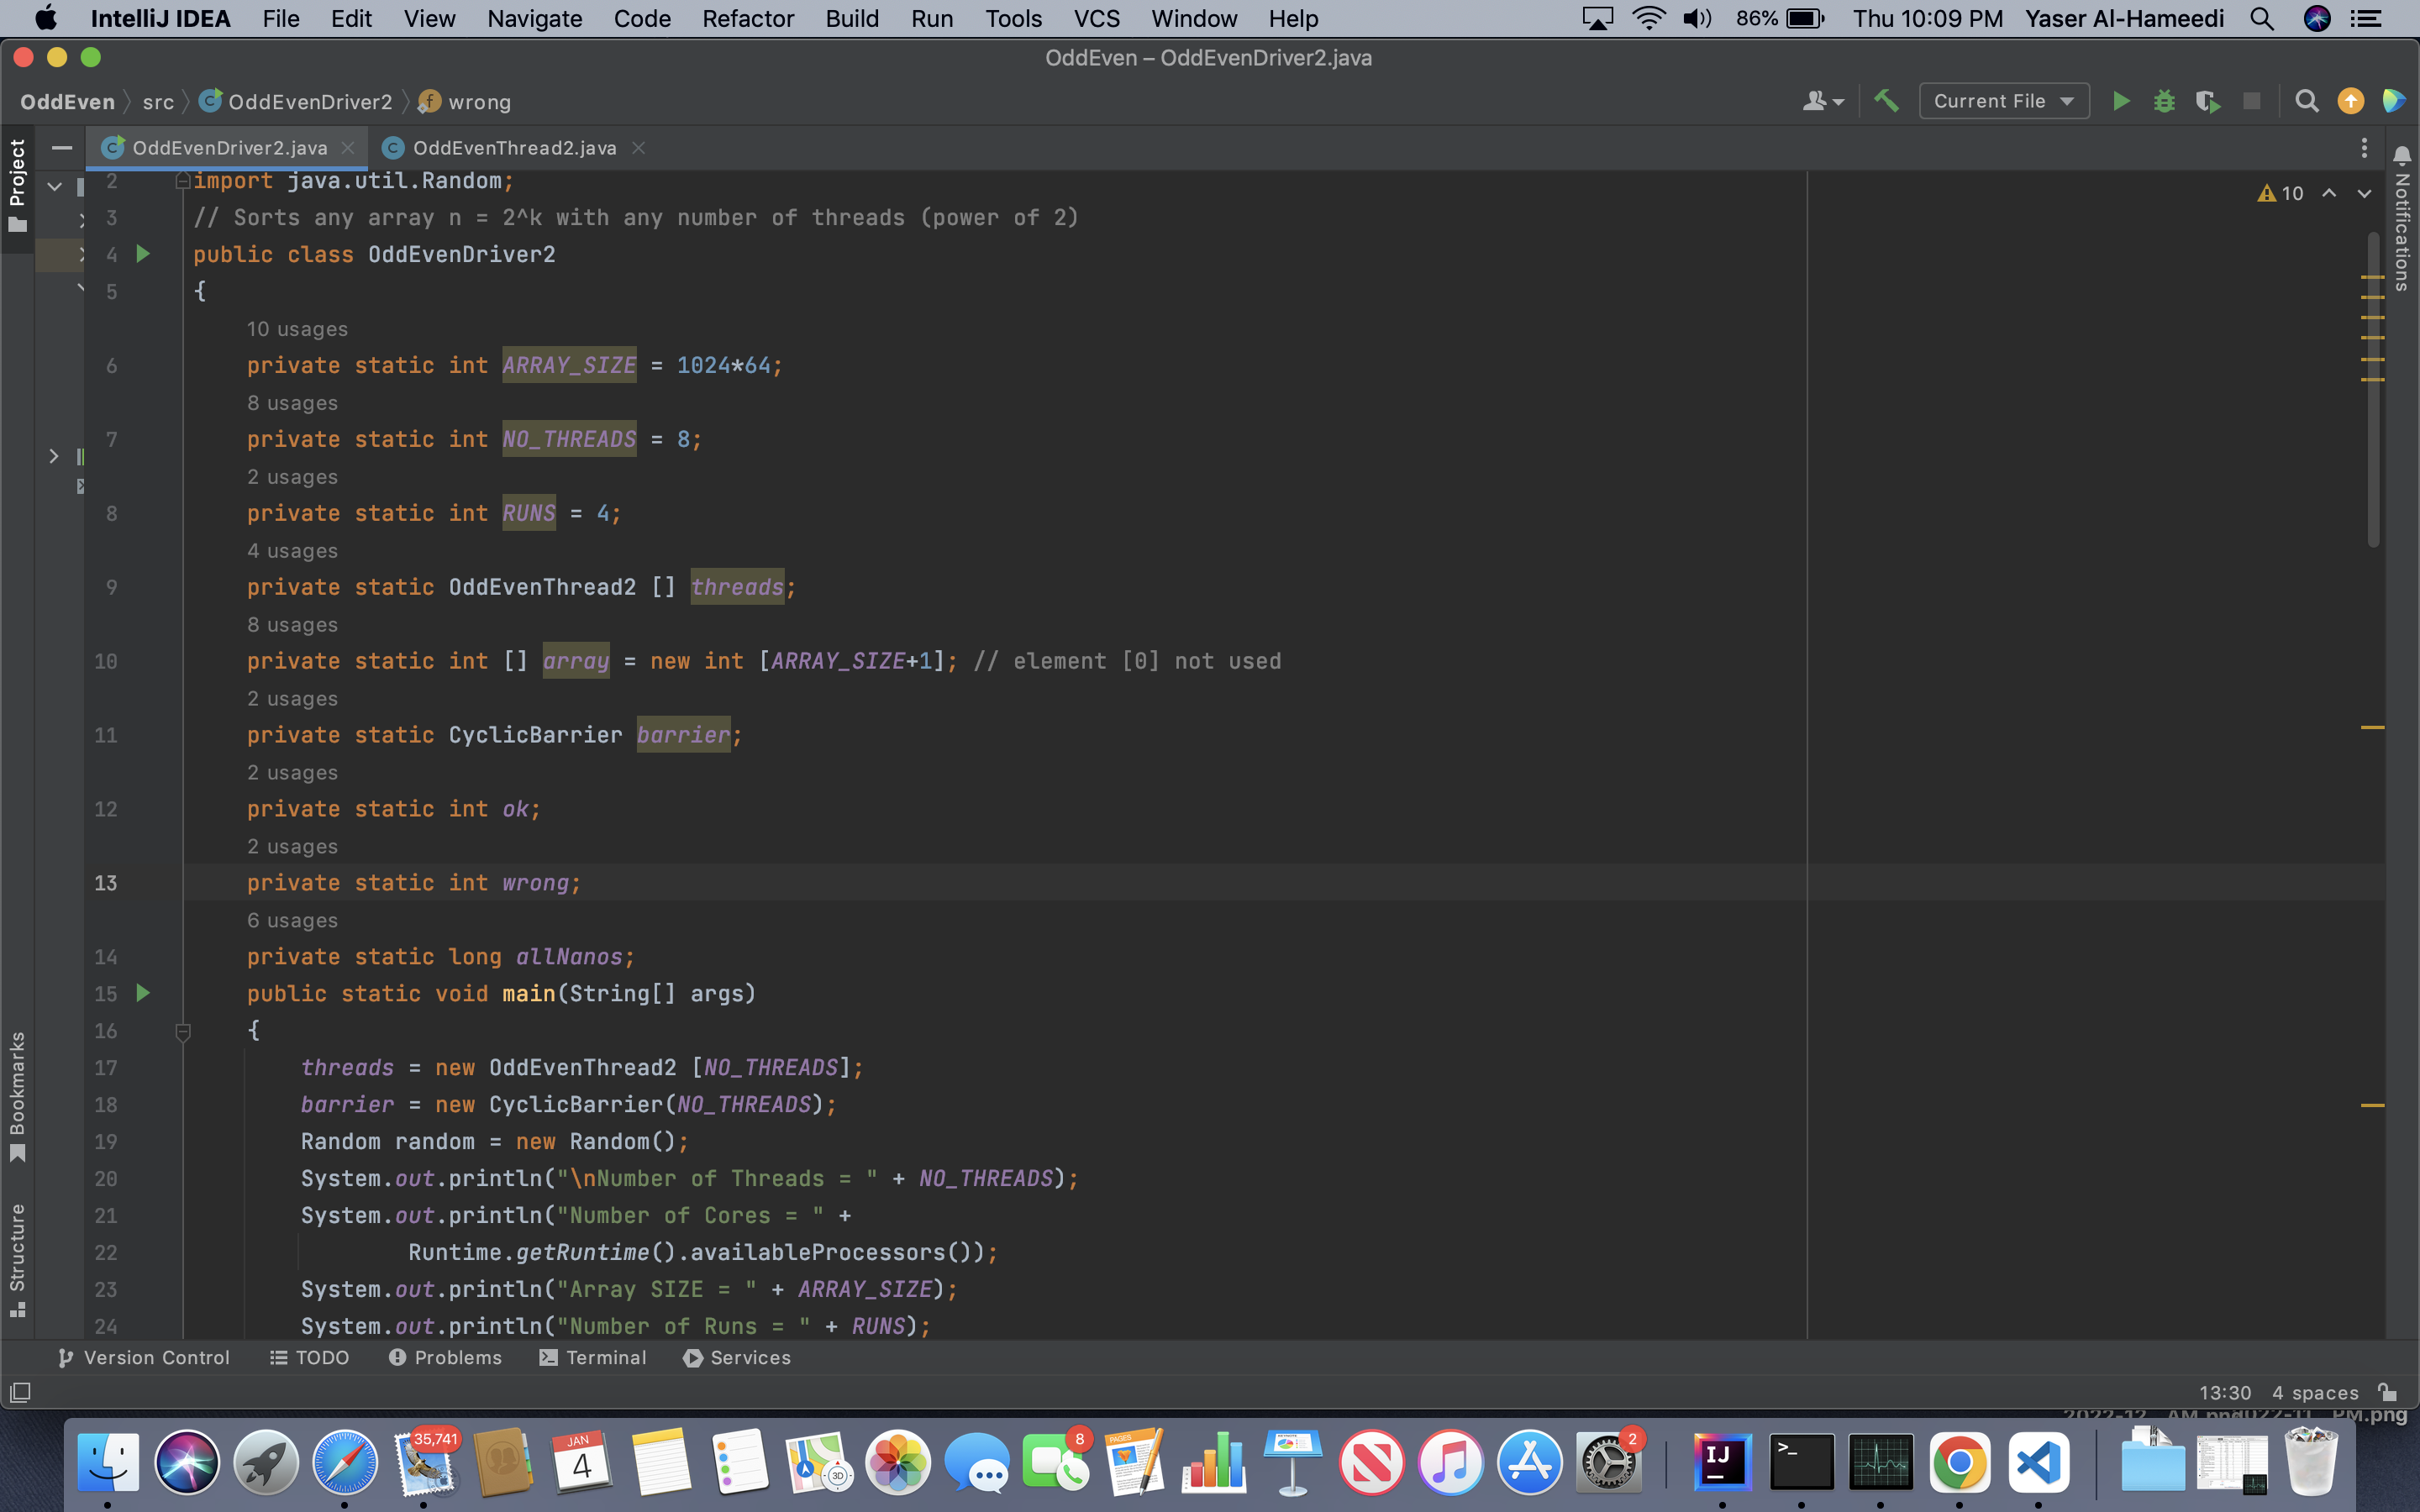 IntelliJ IDEA File Edit View Navigate Code Refactor Build Run Tools VCS Window Help 86% Thu 10:09 PM Yaser Al-Hameedi
OddEven – OddEvenDriver2.java
OddEven src OddEvenDriver2 wrong Current File
Project
OddEvenDriver2.java OddEvenThread2.java
Notifications
10
2 import java.util.Random;
3 // Sorts any array n = 2^k with any number of threads (power of 2)
4 public class OddEvenDriver2
5 {
10 usages
6 private static int ARRAY_SIZE = 1024*64;
8 usages
7 private static int NO_THREADS = 8;
2 usages
8 private static int RUNS = 4;
4 usages
9 private static OddEvenThread2 [] threads;
8 usages
10 private static int [] array = new int [ARRAY_SIZE+1]; // element [0] not used
2 usages
11 private static CyclicBarrier barrier;
2 usages
12 private static int ok;
2 usages
13 private static int wrong;
6 usages
14 private static long allNanos;
15 public static void main(String[] args)
16 {
17 threads = new OddEvenThread2 [NO_THREADS];
18 barrier = new CyclicBarrier(NO_THREADS);
19 Random random = new Random();
20 System.out.println("\nNumber of Threads = " + NO_THREADS);
21 System.out.println("Number of Cores = " +
22 Runtime.getRuntime().availableProcessors());
23 System.out.println("Array SIZE = " + ARRAY_SIZE);
24 System.out.println("Number of Runs = " + RUNS);
Bookmarks
Structure
Version Control TODO Problems Terminal Services
13:30 4 spaces
PM.png
35,741
JAN
4
3D
8
PAGES
2
IJ
>_